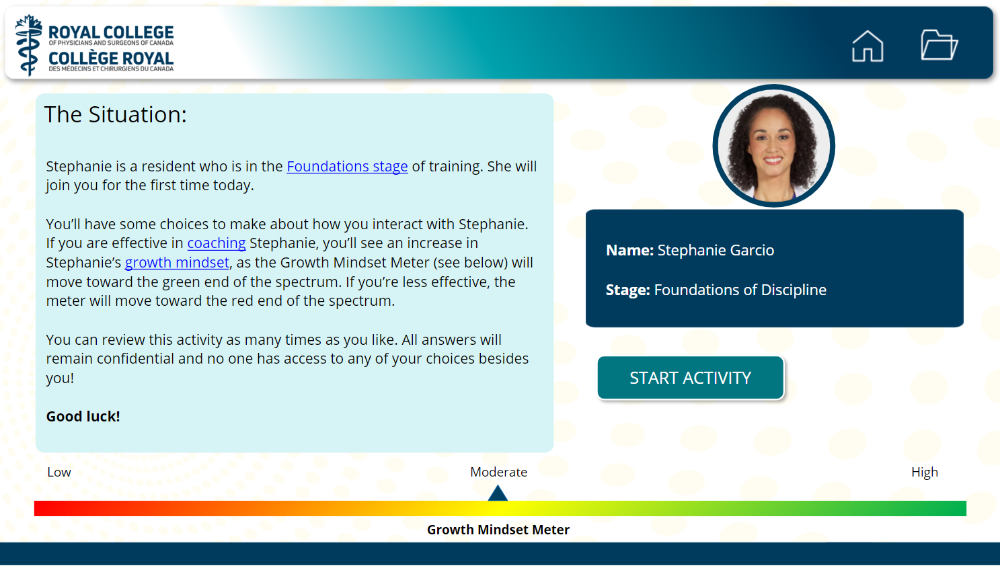 ROYAL COLLEGE
OF PHYSICIANS AND SURGEONS OF CANADA
COLLÈGE ROYAL
DES MÉDECINS ET CHIRURGIENS DU CANADA
The Situation:
Stephanie is a resident who is in the Foundations stage of training. She will
join you for the first time today.
You’ll have some choices to make about how you interact with Stephanie.
If you are effective in coaching Stephanie, you’ll see an increase in
Stephanie’s growth mindset, as the Growth Mindset Meter (see below) will
move toward the green end of the spectrum. If you’re less effective, the
meter will move toward the red end of the spectrum.
You can review this activity as many times as you like. All answers will
remain confidential and no one has access to any of your choices besides
you!
Good luck!
Name: Stephanie Garcio
Stage: Foundations of Discipline
START ACTIVITY
Low
Moderate
High
Growth Mindset Meter